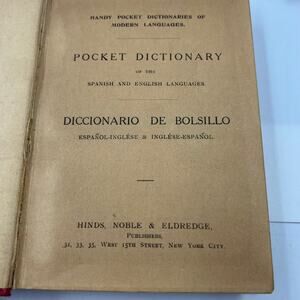 HANDY POCKET DICTIONARIES OF
MODERN LANGUAGES.
POCKET DICTIONARY
OF THE
SPANISH AND ENGLISH LANGUAGES.
DICCIONARIO DE BOLSILLO
ESPAÑOL-INGLÉSE & INGLÉSE-ESPAÑOL.
HINDS, NOBLE & ELDREDGE,
PUBLISHERS,
31, 33, 35, WEST 15TH STREET, NEW YORK CITY.